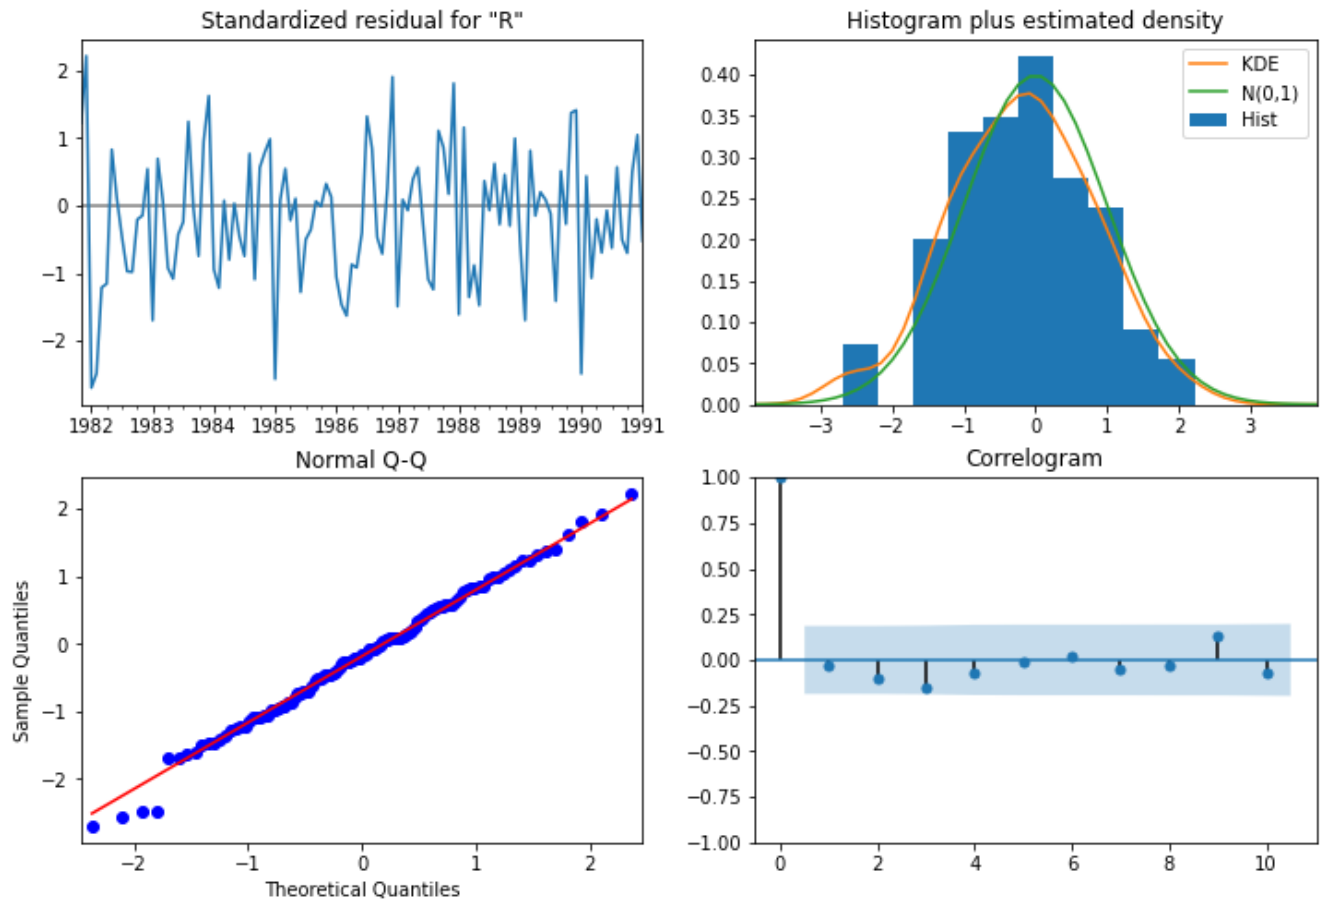 Standardized residual for "R"
2
1
0
−1
−2
1982 1983 1984 1985 1986 1987 1988 1989 1990 1991
Histogram plus estimated density
KDE
N(0,1)
Hist
0.40
0.35
0.30
0.25
0.20
0.15
0.10
0.05
0.00
−3 −2 −1 0 1 2 3
Normal Q-Q
Sample Quantiles
2
1
0
−1
−2
−2 −1 0 1 2
Theoretical Quantiles
Correlogram
1.00
0.75
0.50
0.25
0.00
−0.25
−0.50
−0.75
−1.00
0 2 4 6 8 10